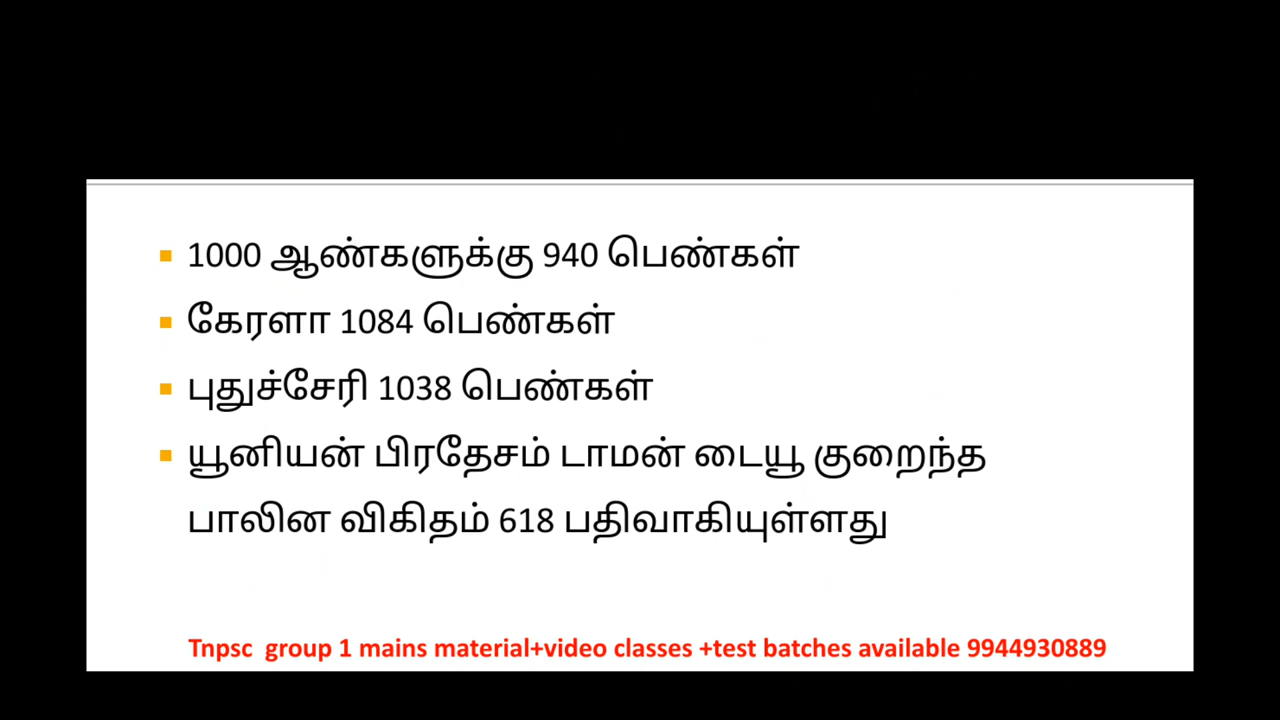 1000 ஆண்களுக்கு 940 பெண்கள்
கேரளா 1084 பெண்கள்
புதுச்சேரி 1038 பெண்கள்
யூனியன் பிரதேசம் டாமன் டையூ குறைந்த
பாலின விகிதம் 618 பதிவாகியுள்ளது
Tnpsc group 1 mains material+video classes +test batches available 9944930889